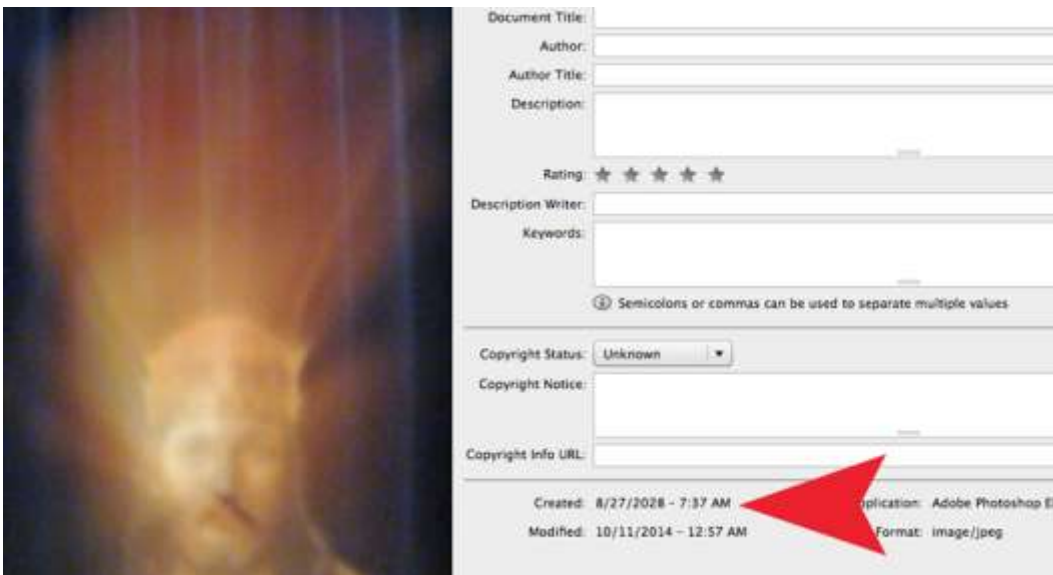 Document Title:
Author:
Author Title:
Description:
Rating:
Description Writer:
Keywords:
Semicolons or commas can be used to separate multiple values
Copyright Status: Unknown
Copyright Notice:
Copyright Info URL:
Created: 8/27/2028 - 7:37 AM plication: Adobe Photoshop E
Modified: 10/11/2014 - 12:57 AM Format: image/jpeg